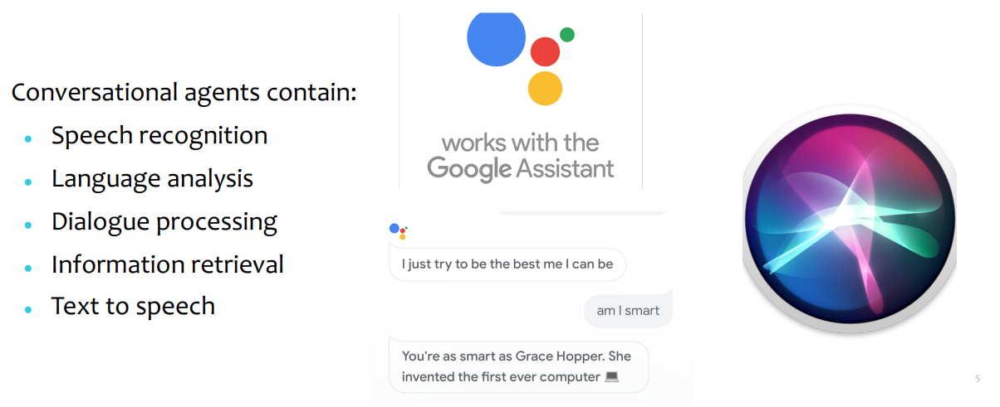 Conversational agents contain:
• Speech recognition
• Language analysis
• Dialogue processing
• Information retrieval
• Text to speech
works with the
Google Assistant
I just try to be the best me I can be
am I smart
You're as smart as Grace Hopper. She
invented the first ever computer 💻
5